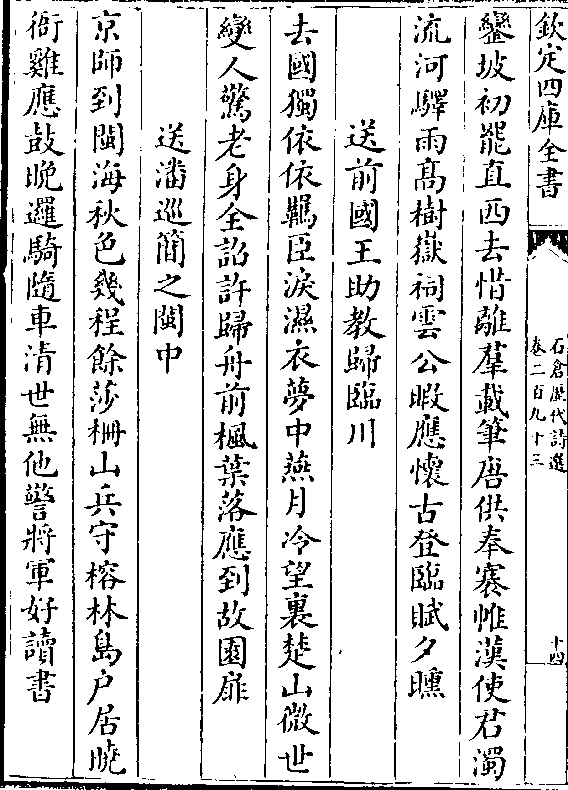 欽定四庫全書
石倉歷代詩選
卷二百九十三
十四
鑾坡初罷直西去惜離羣載筆唐供奉褰帷漢使君濁
流河驛雨髙樹嶽祠雲公暇應懷古登臨賦夕曛
送前國王助教歸臨川
去國獨依依羈臣淚濕衣夢中燕月冷望裏楚山微世
變人驚老身全詔許歸舟前楓葉落應到故園扉
送潘巡簡之閩中
京師到閩海秋色幾程餘莎柵山兵守榕林島户居曉
衙雞應鼓晚邏騎隨車清世無他警將軍好讀書